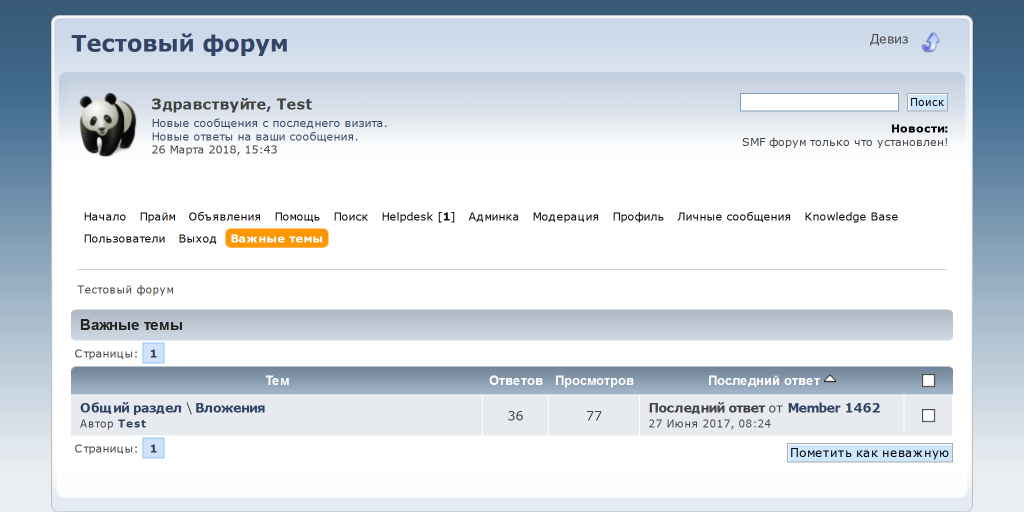 Тестовый форум
Девиз
Здравствуйте, Test
Новые сообщения с последнего визита.
Новые ответы на ваши сообщения.
26 Марта 2018, 15:43
Поиск
Новости:
SMF форум только что установлен!
Начало Прайм Объявления Помощь Поиск Helpdesk [1] Админка Модерация Профиль Личные сообщения Knowledge Base
Пользователи Выход Важные темы
Тестовый форум
Важные темы
Страницы: 1
Тем Ответов Просмотров Последний ответ
Общий раздел \ Вложения 36 77 Последний ответ от Member 1462
Автор Test 27 Июня 2017, 08:24
Страницы: 1
Пометить как неважную